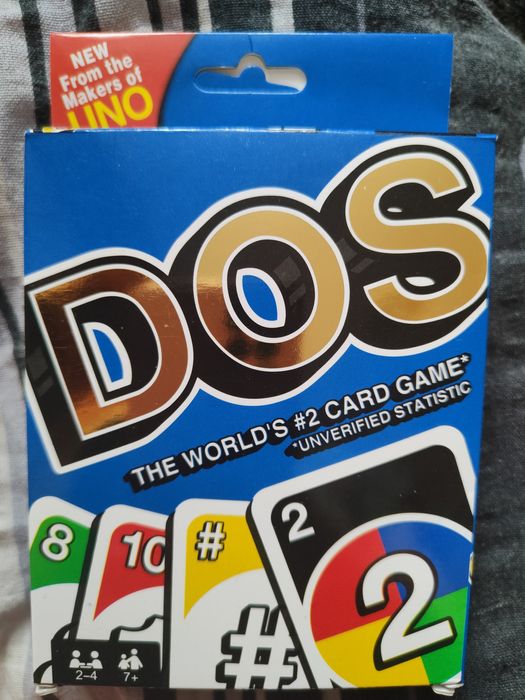 NEW
From the
Makers of
UNO
DOS
THE WORLD'S #2 CARD GAME*
*UNVERIFIED STATISTIC
8
10
#
2
#
2
2-4
7+